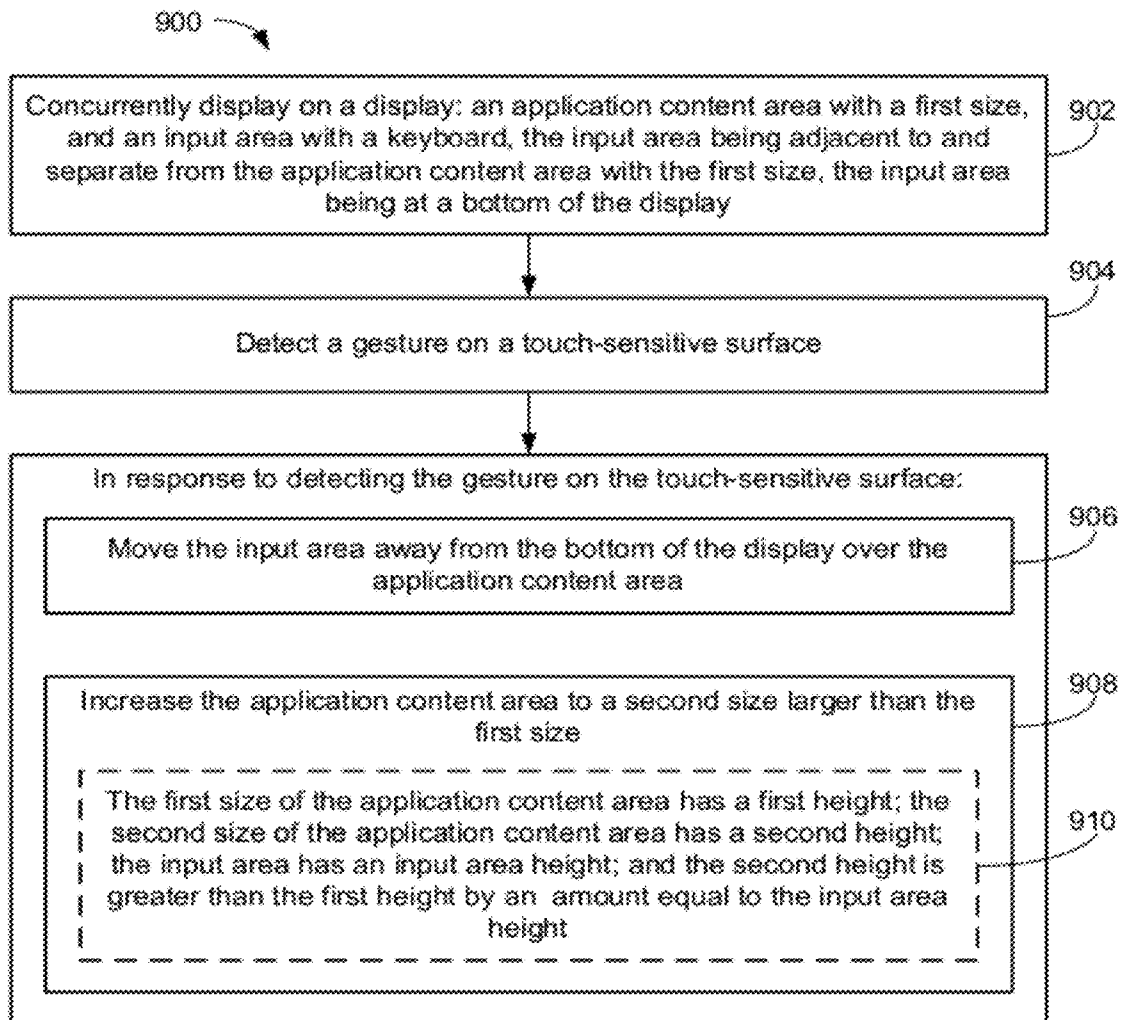 900
Concurrently display on a display: an application content area with a first size,
and an input area with a keyboard, the input area being adjacent to and
separate from the application content area with the first size, the input area
being at a bottom of the display
902
904
Detect a gesture on a touch-sensitive surface
In response to detecting the gesture on the touch-sensitive surface:
906
Move the input area away from the bottom of the display over the
application content area
908
Increase the application content area to a second size larger than the
first size
The first size of the application content area has a first height; the
second size of the application content area has a second height;
the input area has an input area height; and the second height is
greater than the first height by an amount equal to the input area
height
910